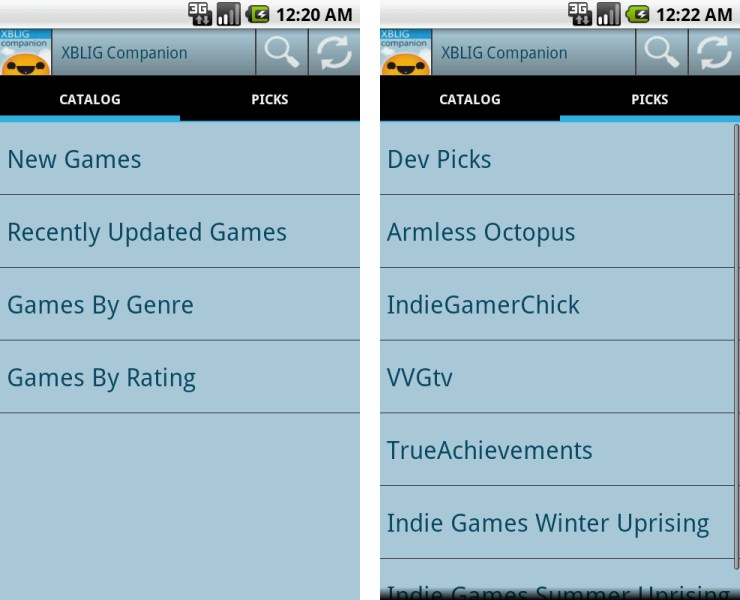 3G 12:20 AM
XBLIG
companion
XBLIG Companion
CATALOG PICKS
New Games
Recently Updated Games
Games By Genre
Games By Rating
3G 12:22 AM
XBLIG
companion
XBLIG Companion
CATALOG PICKS
Dev Picks
Armless Octopus
IndieGamerChick
VVGtv
TrueAchievements
Indie Games Winter Uprising
Indie Games Summer Uprising